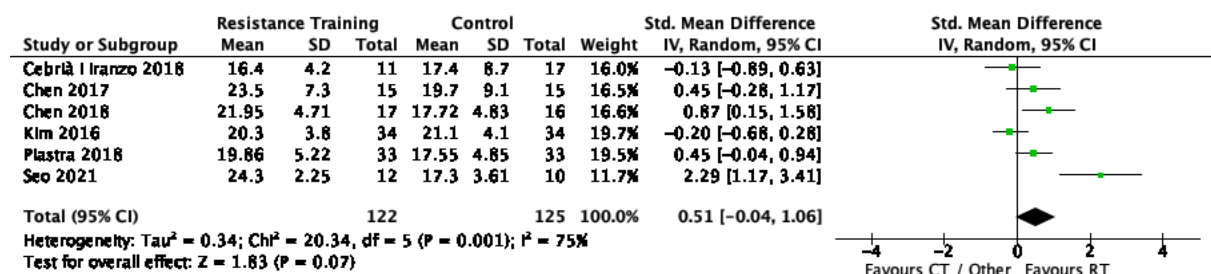 Resistance Training Control Std. Mean Difference Std. Mean Difference
Study or Subgroup Mean SD Total Mean SD Total Weight IV, Random, 95% CI IV, Random, 95% CI
Cebrià I Iranzo 2018 16.4 4.2 11 17.4 8.7 17 16.0% −0.13 [−0.89, 0.63]
Chen 2017 23.5 7.3 15 19.7 9.1 15 16.5% 0.45 [−0.28, 1.17]
Chen 2018 21.95 4.71 17 17.72 4.83 16 16.6% 0.87 [0.15, 1.58]
Kim 2016 20.3 3.8 34 21.1 4.1 34 19.7% −0.20 [−0.68, 0.28]
Piastra 2018 19.86 5.22 33 17.55 4.85 33 19.5% 0.45 [−0.04, 0.94]
Seo 2021 24.3 2.25 12 17.3 3.61 10 11.7% 2.29 [1.17, 3.41]
Total (95% CI) 122 125 100.0% 0.51 [−0.04, 1.06]
Heterogeneity: Tau² = 0.34; Chi² = 20.34, df = 5 (P = 0.001); I² = 75%
Test for overall effect: Z = 1.83 (P = 0.07)
−4 −2 0 2 4
Favours CT / Other Favours RT